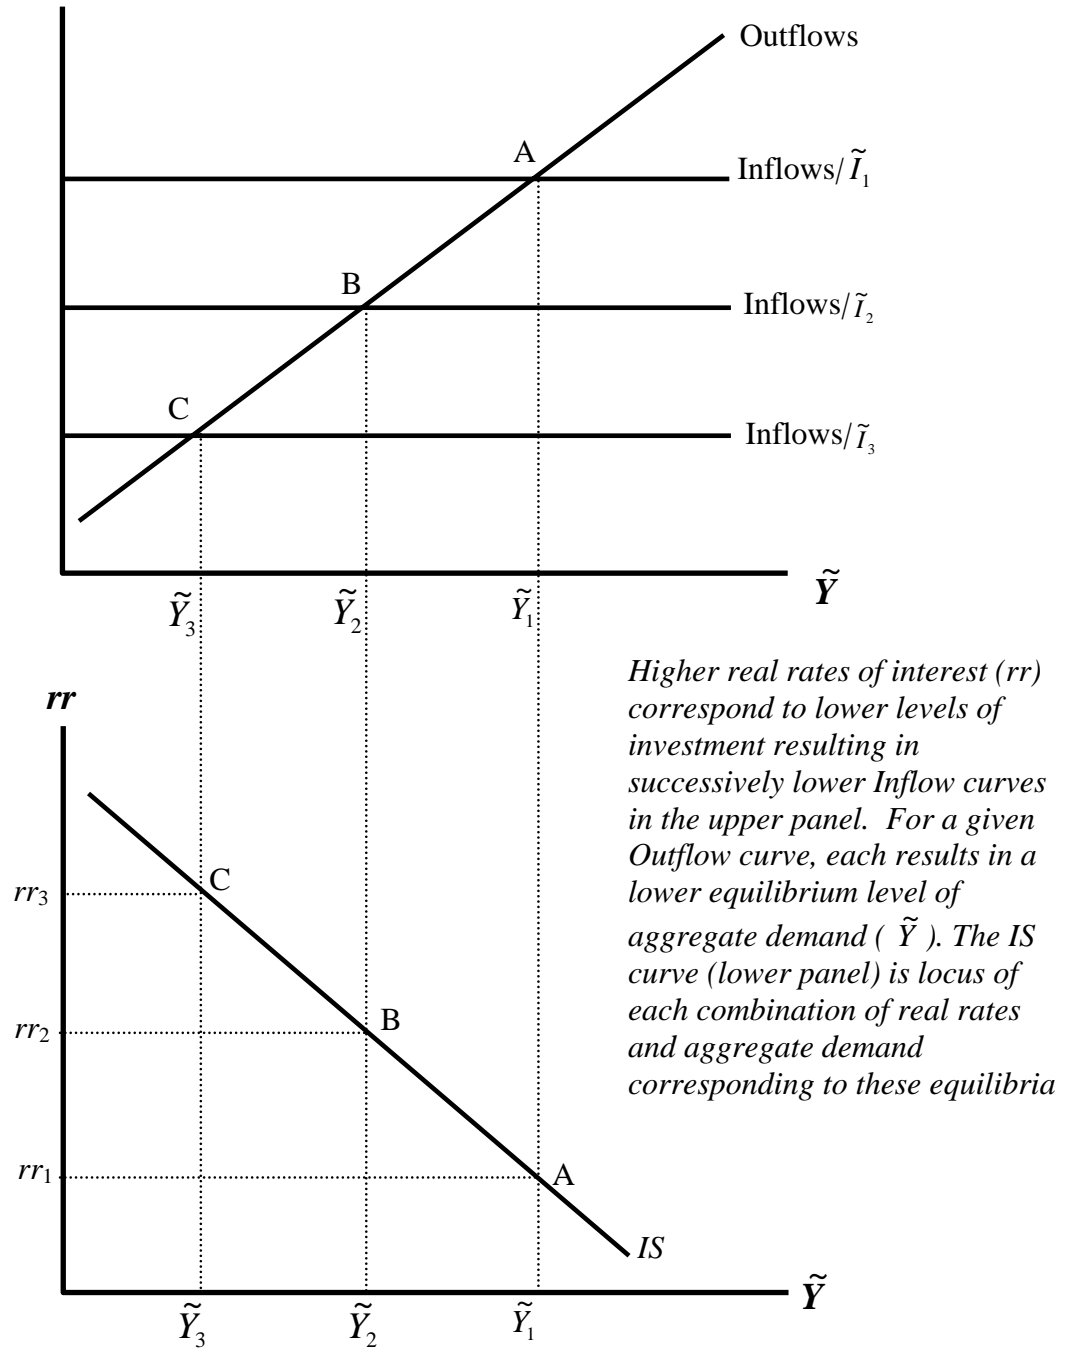 Outflows
A
Inflows/Ĩ₁
B
Inflows/Ĩ₂
C
Inflows/Ĩ₃
Ỹ
Ỹ₃
Ỹ₂
Ỹ₁
Higher real rates of interest (rr)
correspond to lower levels of
investment resulting in
successively lower Inflow curves
in the upper panel. For a given
Outflow curve, each results in a
lower equilibrium level of
aggregate demand ( Ỹ ). The IS
curve (lower panel) is locus of
each combination of real rates
and aggregate demand
corresponding to these equilibria
rr
C
rr₃
B
rr₂
rr₁
A
IS
Ỹ
Ỹ₃
Ỹ₂
Ỹ₁